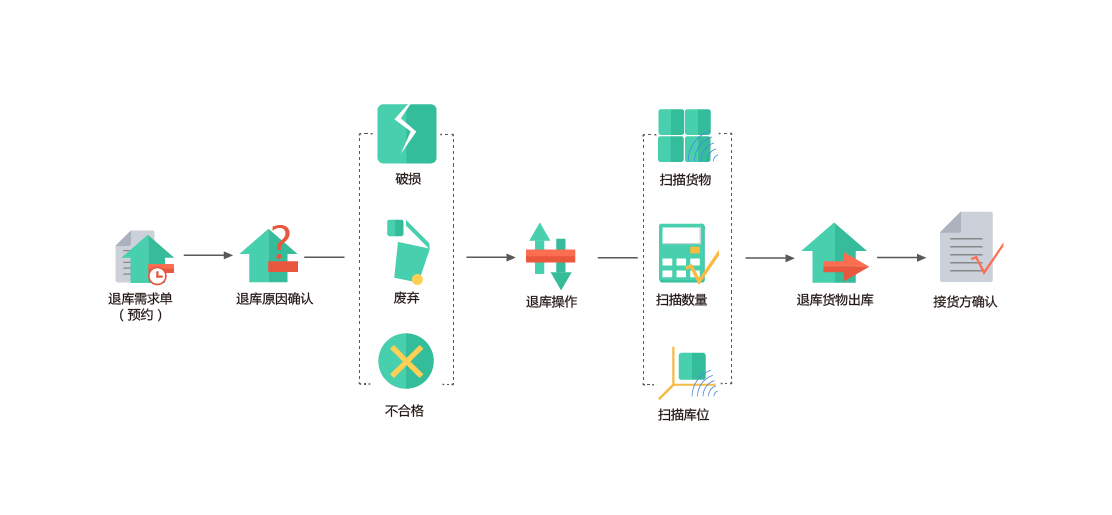 退库需求单
（预约）
退库原因确认
破损
废弃
不合格
退库操作
扫描货物
扫描数量
扫描库位
退库货物出库
接货方确认